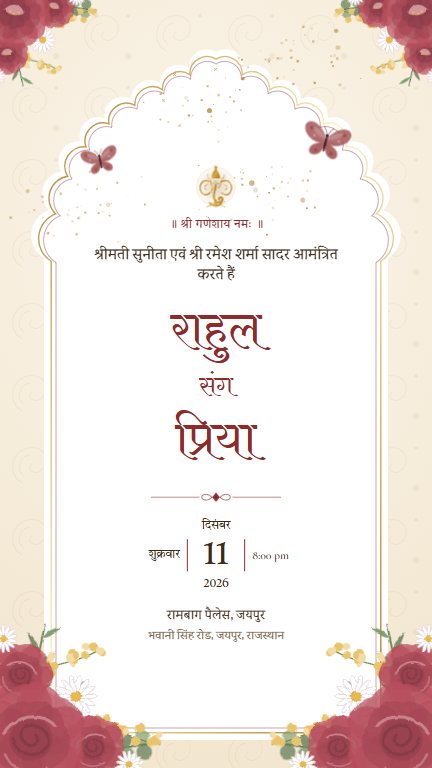 ॥ श्री गणेशाय नमः ॥
श्रीमती सुनीता एवं श्री रमेश शर्मा सादर आमंत्रित
करते हैं
राहुल
संग
प्रिया
दिसंबर
शुक्रवार 11 8:00 pm
2026
रामबाग पैलेस, जयपुर
भवानी सिंह रोड, जयपुर, राजस्थान